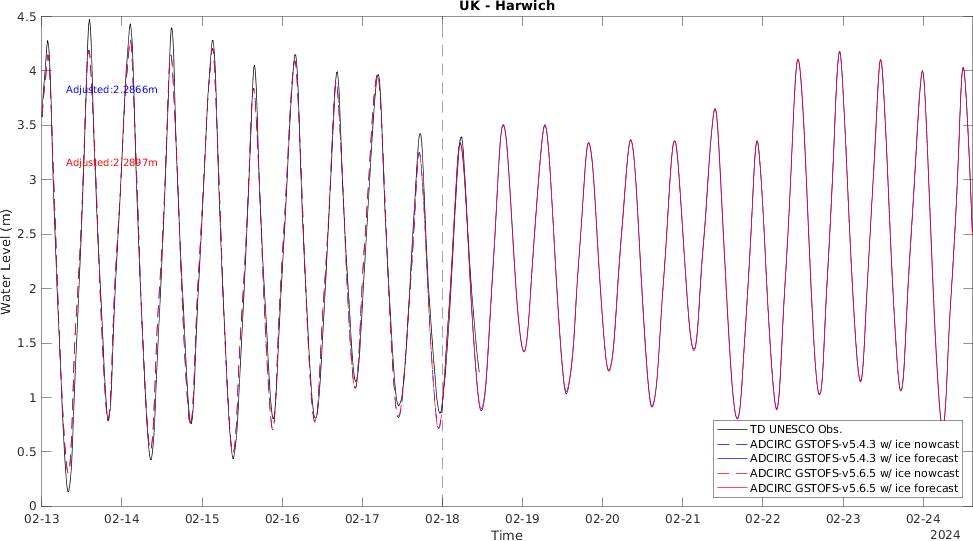 UK - Harwich
4.5
4
3.5
3
2.5
2
1.5
1
0.5
0
Water Level (m)
Adjusted:2.2866m
Adjusted:2.2897m
TD UNESCO Obs.
ADCIRC GSTOFS-v5.4.3 w/ ice nowcast
ADCIRC GSTOFS-v5.4.3 w/ ice forecast
ADCIRC GSTOFS-v5.6.5 w/ ice nowcast
ADCIRC GSTOFS-v5.6.5 w/ ice forecast
02-13 02-14 02-15 02-16 02-17 02-18 02-19 02-20 02-21 02-22 02-23 02-24
Time
2024